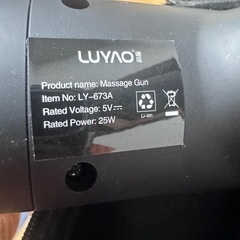 LUYAO
Product name: Massage Gun
Item No: LY-673A
Rated Voltage: 5V⎓
Rated Power: 25W
Li-ion